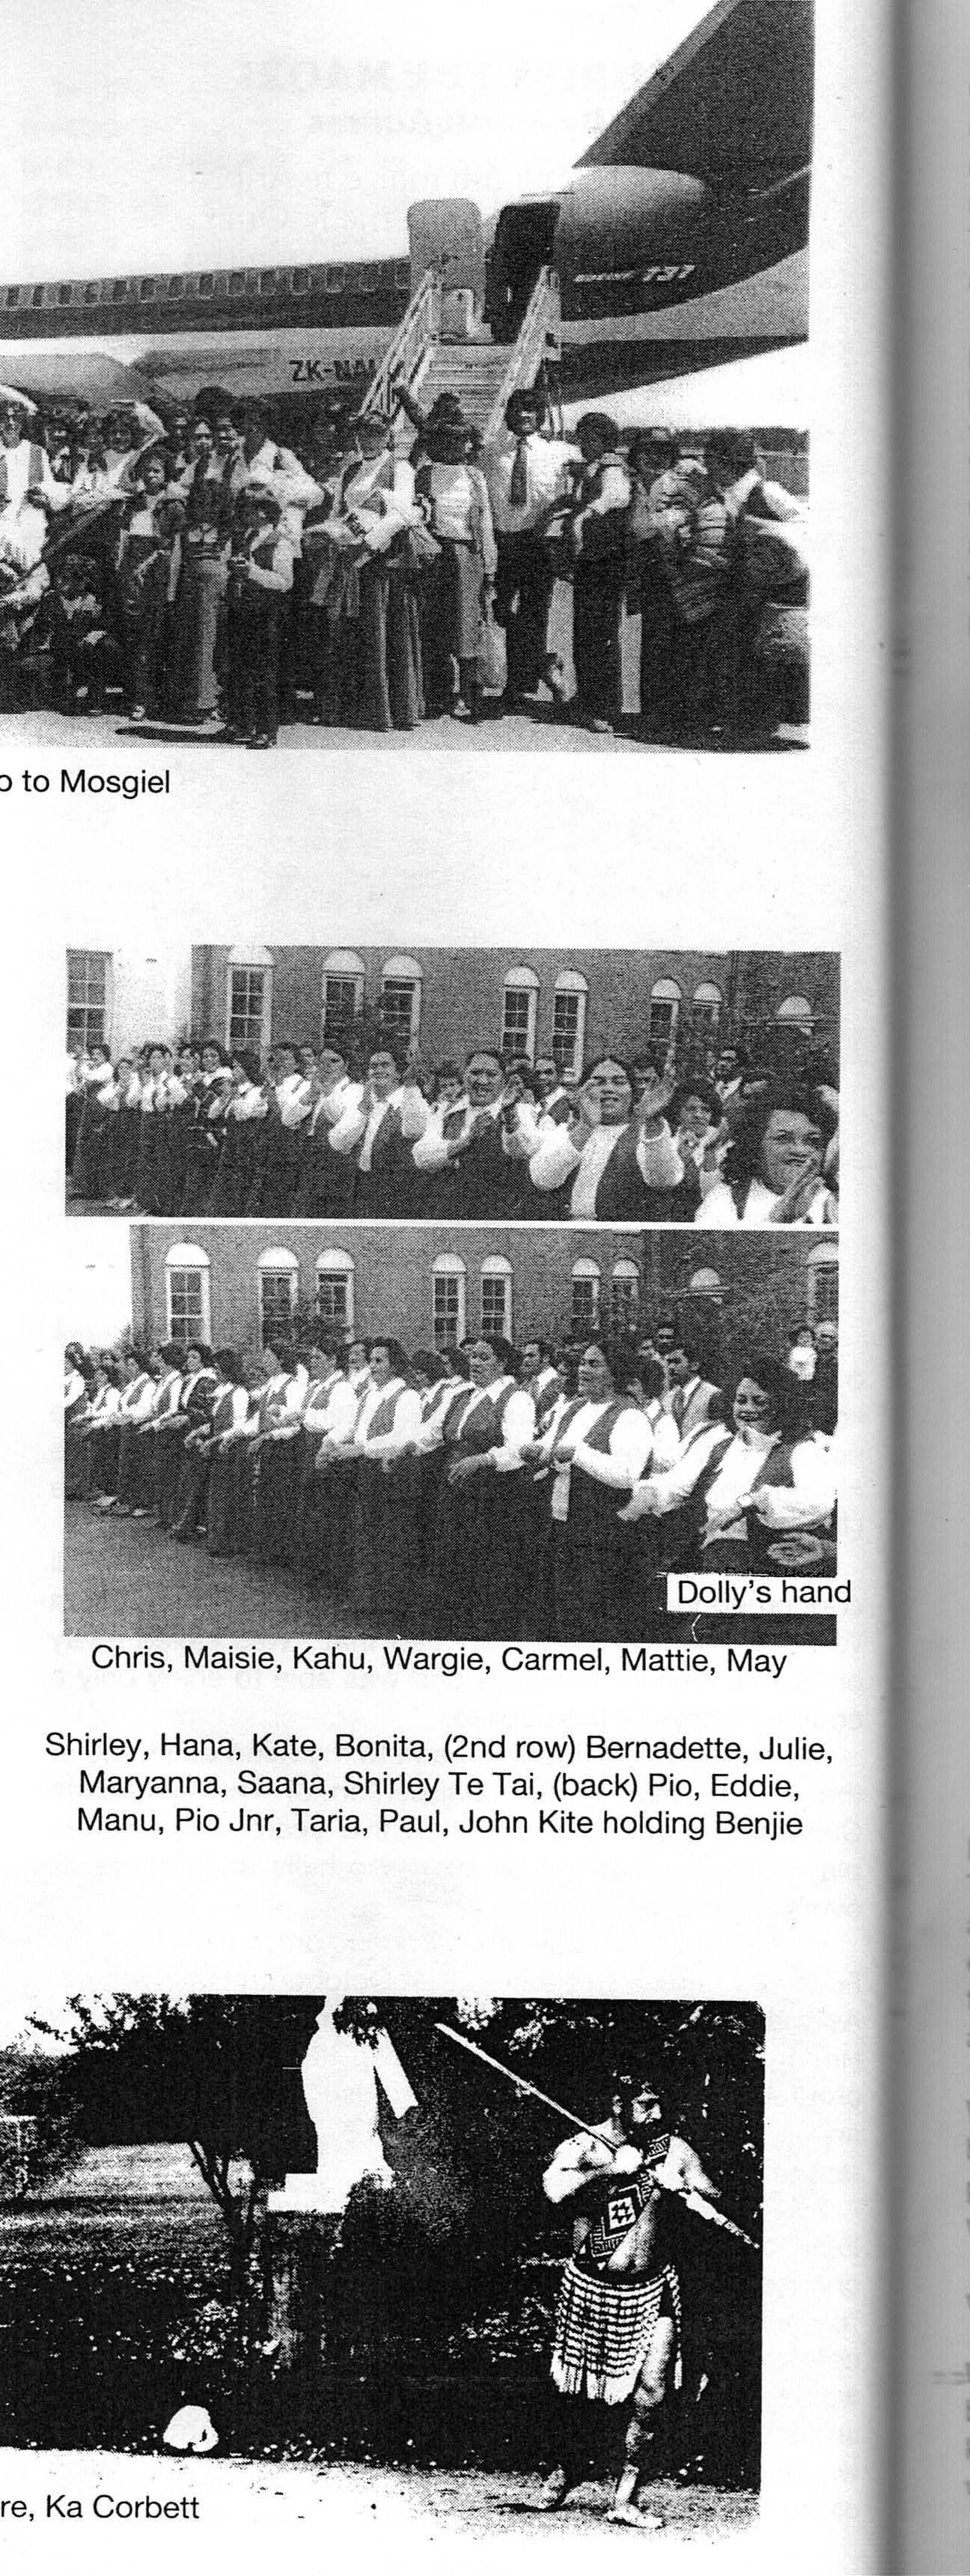 737
ZK-NA
o to Mosgiel
Dolly's hand
Chris, Maisie, Kahu, Wargie, Carmel, Mattie, May
Shirley, Hana, Kate, Bonita, (2nd row) Bernadette, Julie,
Maryanna, Saana, Shirley Te Tai, (back) Pio, Eddie,
Manu, Pio Jnr, Taria, Paul, John Kite holding Benjie
re, Ka Corbett